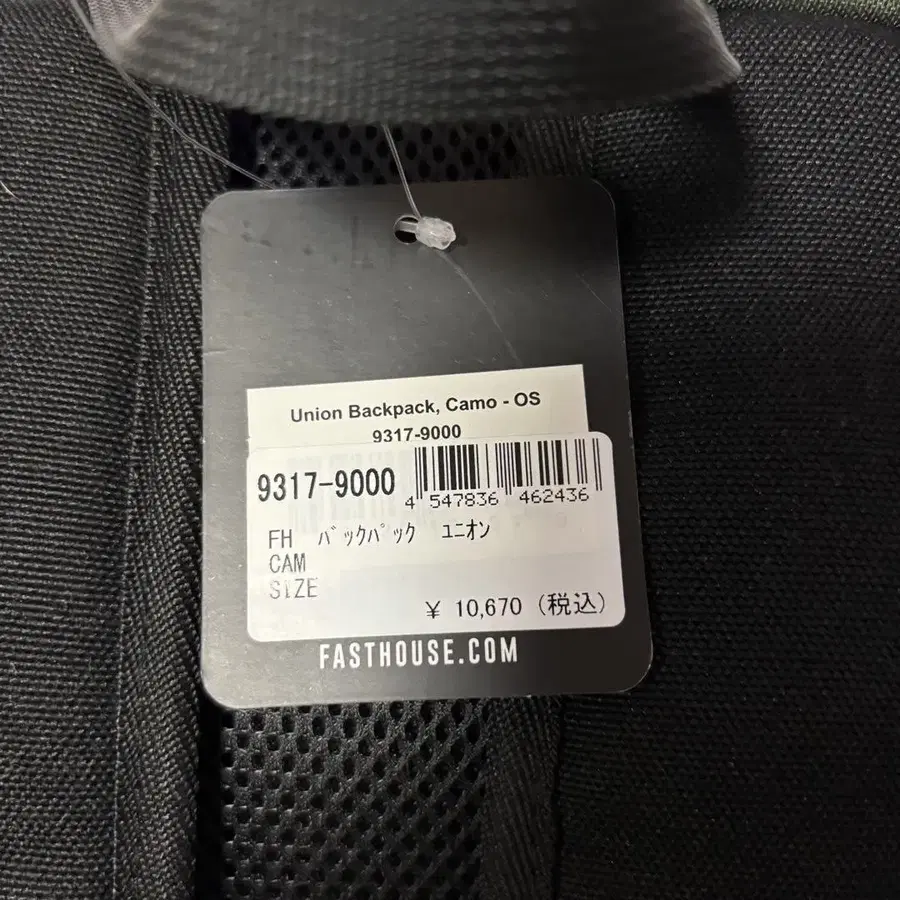 Union Backpack, Camo - OS
9317-9000
9317-9000
4 547836 462436
FH バックパック ユニオン
CAM
SIZE
¥ 10,670 (税込)
FASTHOUSE.COM